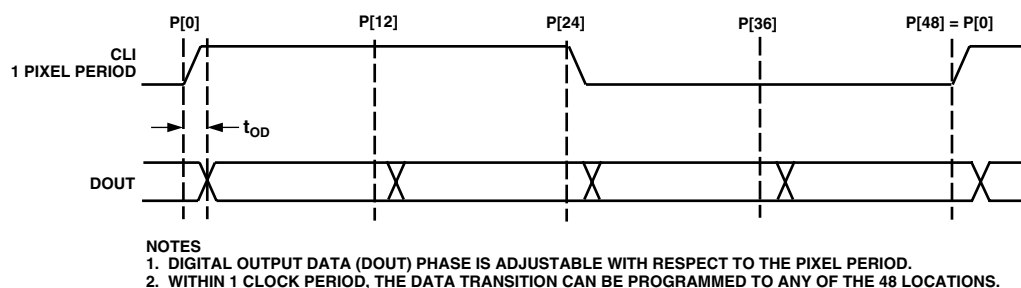 P[0] P[12] P[24] P[36] P[48] = P[0]
CLI
1 PIXEL PERIOD
tOD
DOUT
NOTES
1. DIGITAL OUTPUT DATA (DOUT) PHASE IS ADJUSTABLE WITH RESPECT TO THE PIXEL PERIOD.
2. WITHIN 1 CLOCK PERIOD, THE DATA TRANSITION CAN BE PROGRAMMED TO ANY OF THE 48 LOCATIONS.